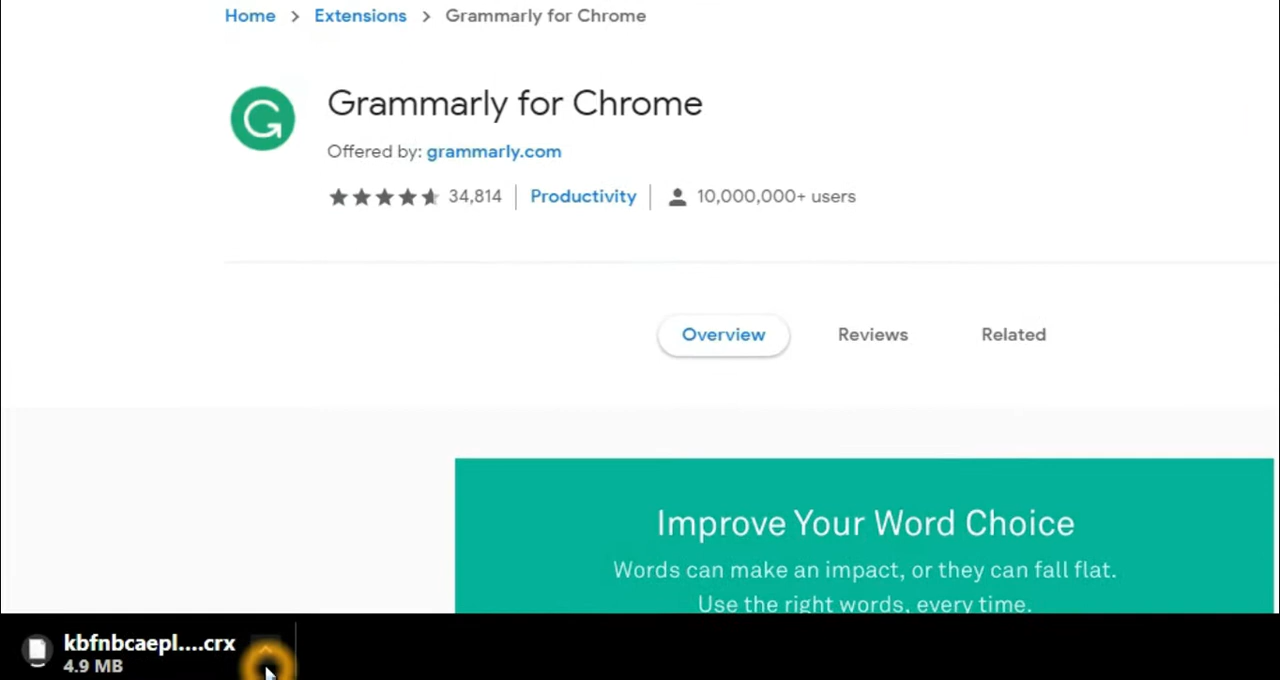 Home > Extensions > Grammarly for Chrome
Grammarly for Chrome
Offered by: grammarly.com
34,814 Productivity 10,000,000+ users
Overview Reviews Related
Improve Your Word Choice
Words can make an impact, or they can fall flat.
Use the right words, every time.
kbfnbcaepl....crx
4.9 MB